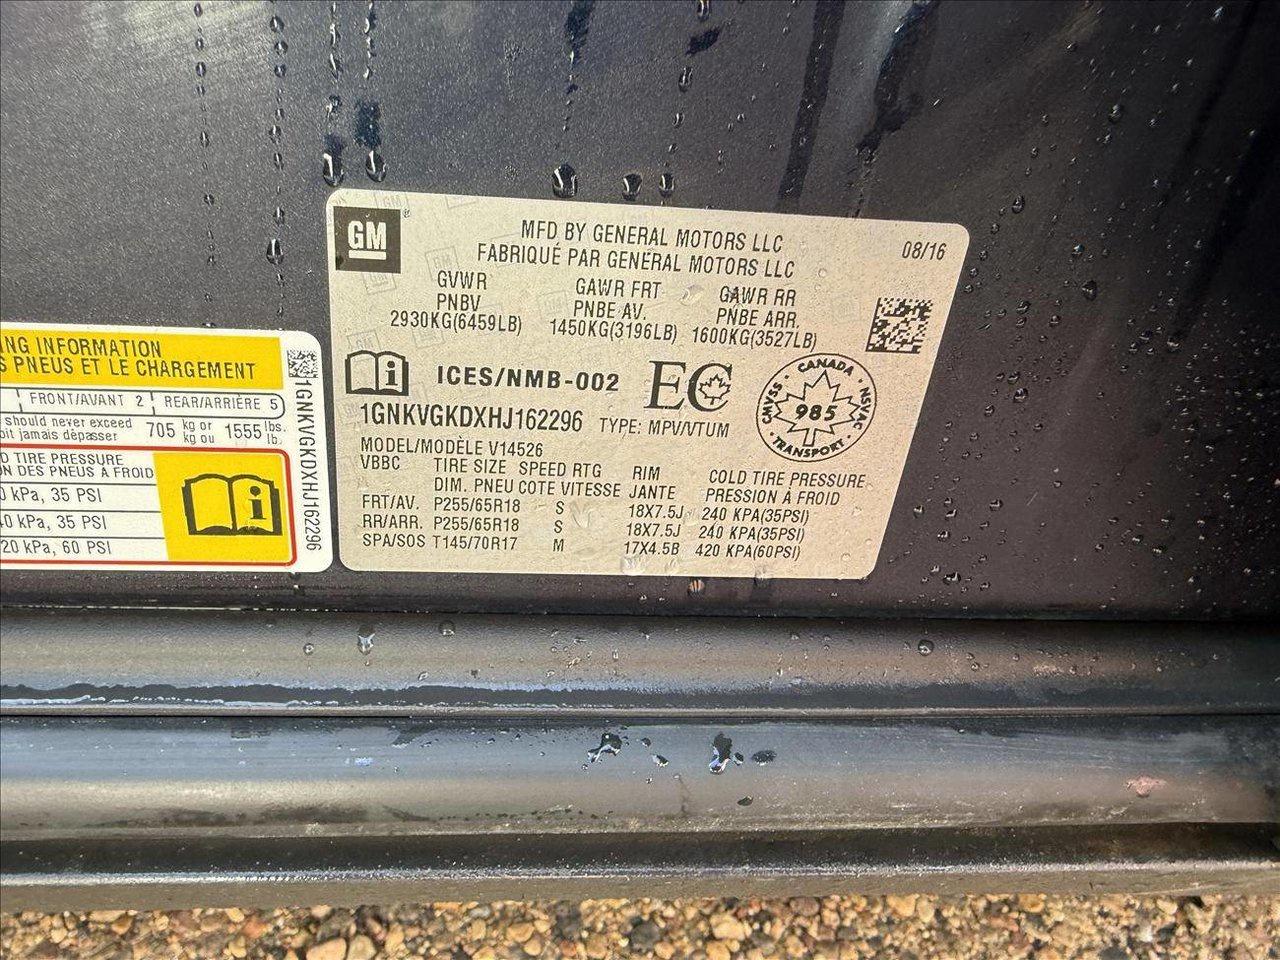 GM
MFD BY GENERAL MOTORS LLC
FABRIQUÉ PAR GENERAL MOTORS LLC
08/16
GVWR GAWR FRT GAWR RR
PNBV PNBE AV. PNBE ARR.
2930KG(6459LB) 1450KG(3196LB) 1600KG(3527LB)
i ICES/NMB-002 EC
CANADA
CMVSS 985 NSVAC
TRANSPORT
1GNKVGKDXHJ162296 TYPE: MPV/VTUM
MODEL/MODÈLE V14526
VBBC TIRE SIZE SPEED RTG RIM COLD TIRE PRESSURE
DIM. PNEU COTE VITESSE JANTE PRESSION À FROID
FRT/AV. P255/65R18 S 18X7.5J 240 KPA(35PSI)
RR/ARR. P255/65R18 S 18X7.5J 240 KPA(35PSI)
SPA/SOS T145/70R17 M 17X4.5B 420 KPA(60PSI)
ING INFORMATION
S PNEUS ET LE CHARGEMENT
FRONT/AVANT 2 REAR/ARRIÈRE 5
should never exceed 705 kg or 1555 lbs.
oit jamais dépasser kg ou lb.
D TIRE PRESSURE
ON DES PNEUS A FROID
0 kPa, 35 PSI
40 kPa, 35 PSI
20 kPa, 60 PSI
i
1GNKVGKDXHJ162296